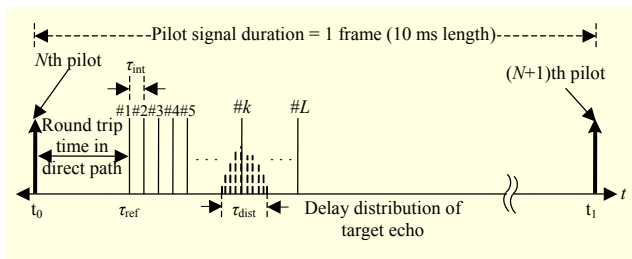 Pilot signal duration = 1 frame (10 ms length)
Nth pilot
τint
(N+1)th pilot
#1#2#3#4#5
#k
#L
Round trip
time in
direct path
. . .
. . .
t
t0
τref
τdist
Delay distribution of
target echo
t1